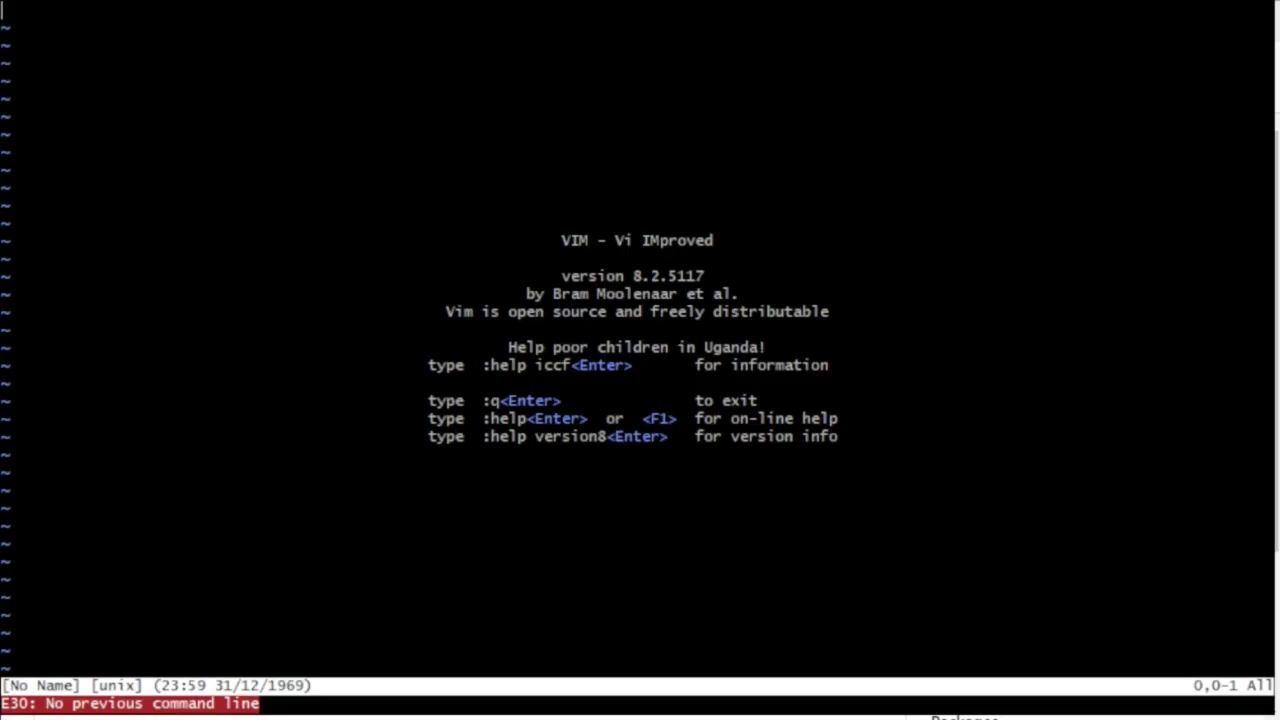 ~
~
~
~
~
~
~
~
~
~
~
~
~ VIM - Vi IMproved
~
~ version 8.2.5117
~ by Bram Moolenaar et al.
~ Vim is open source and freely distributable
~
~ Help poor children in Uganda!
~ type :help iccf<Enter> for information
~
~ type :q<Enter> to exit
~ type :help<Enter> or <F1> for on-line help
~ type :help version8<Enter> for version info
~
~
~
~
~
~
~
~
~
~
~
~
~
[No Name] [unix] (23:59 31/12/1969) 0,0-1 All
E30: No previous command line